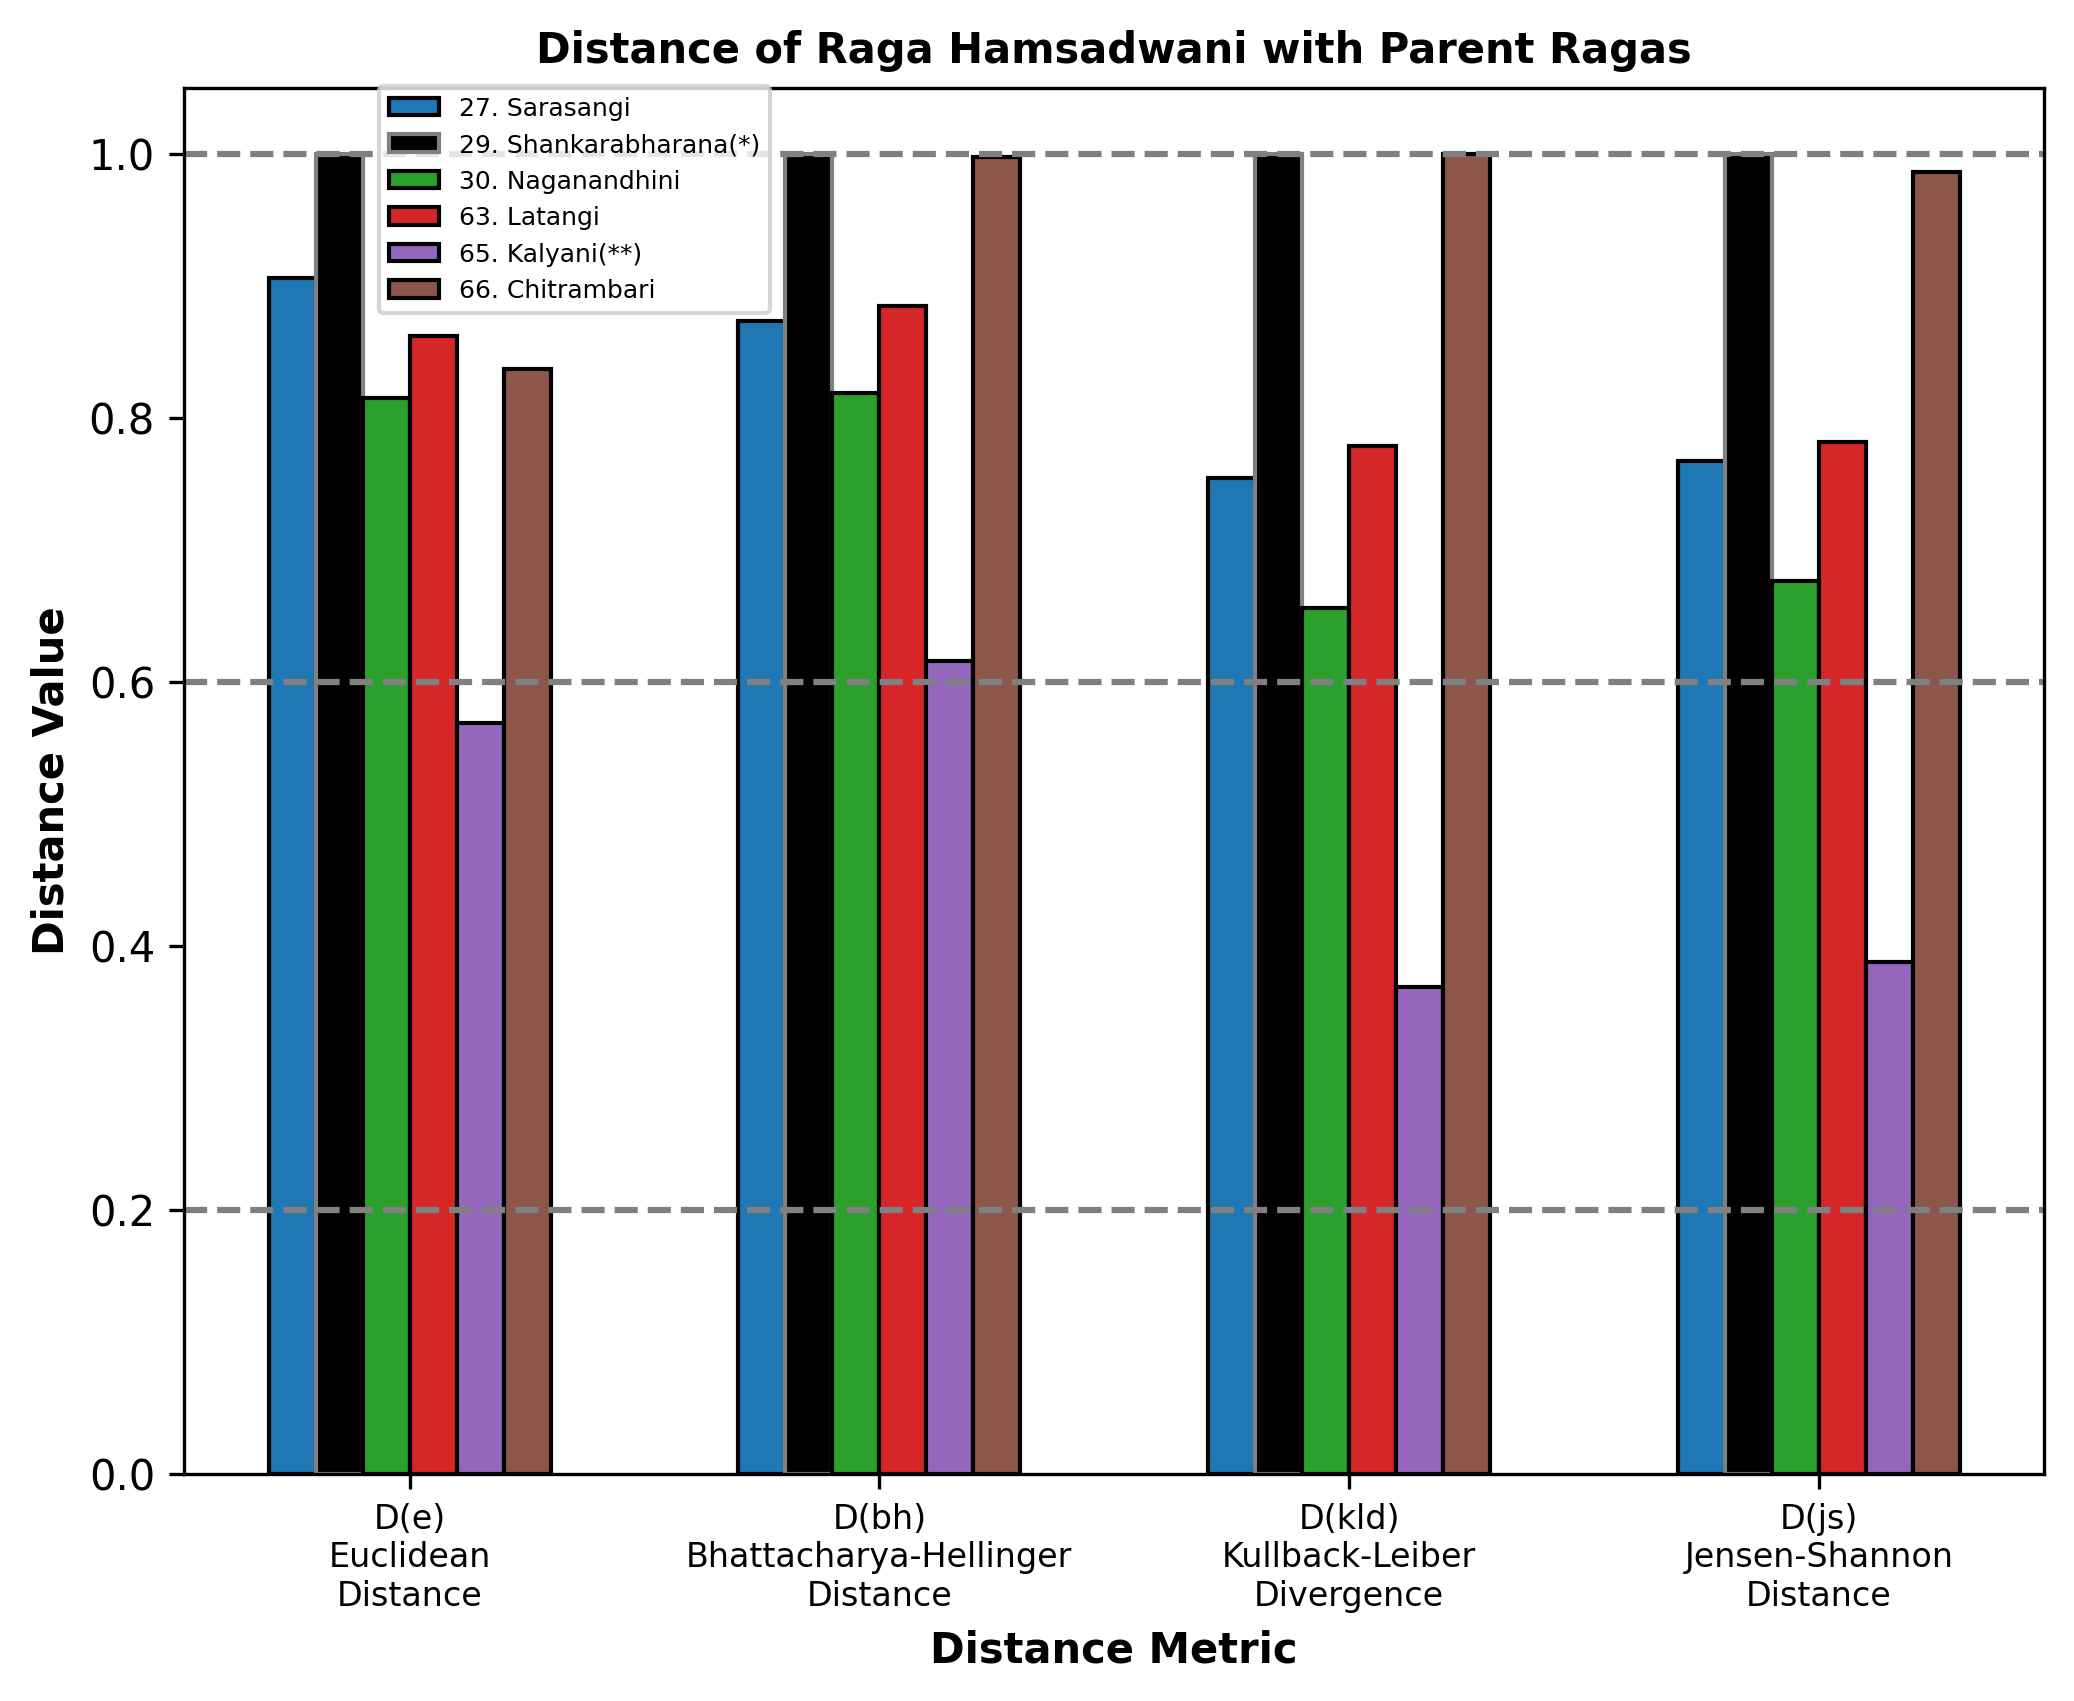 Distance of Raga Hamsadwani with Parent Ragas
27. Sarasangi
29. Shankarabharana(*)
30. Naganandhini
63. Latangi
65. Kalyani(**)
66. Chitrambari
1.0
0.8
0.6
0.4
0.2
0.0
Distance Value
D(e)
Euclidean
Distance
D(bh)
Bhattacharya-Hellinger
Distance
D(kld)
Kullback-Leiber
Divergence
D(js)
Jensen-Shannon
Distance
Distance Metric